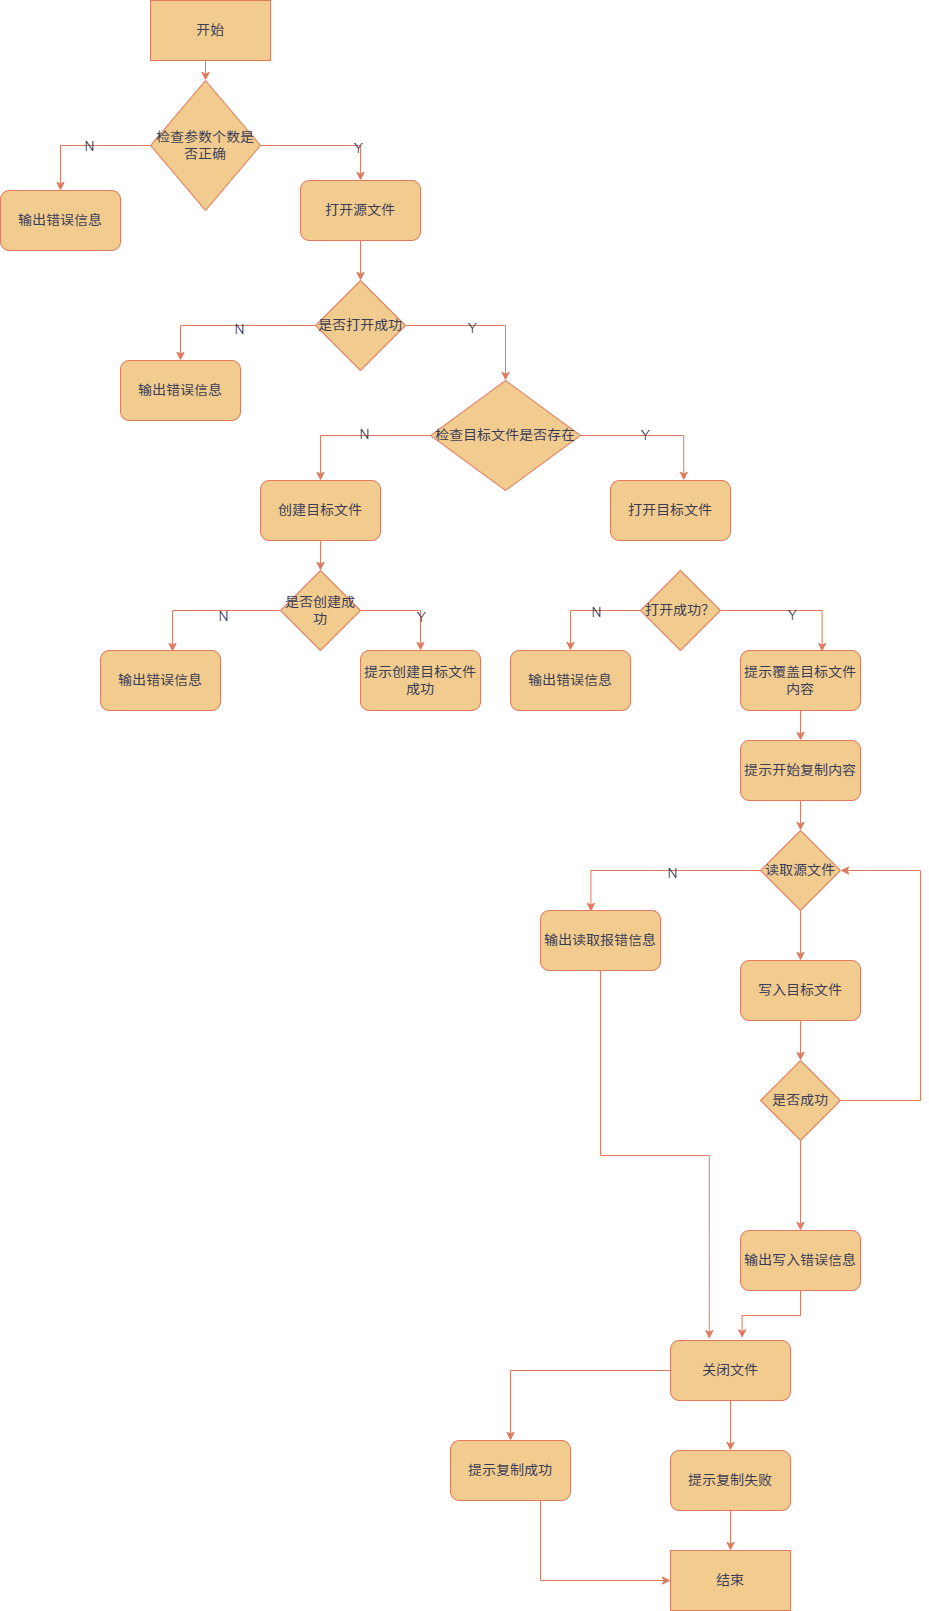 开始
检查参数个数是
否正确
N
Y
输出错误信息
打开源文件
是否打开成功
N
Y
输出错误信息
检查目标文件是否存在
N
Y
创建目标文件
打开目标文件
是否创建成
功
打开成功?
N
Y
N
Y
输出错误信息
提示创建目标文件
成功
输出错误信息
提示覆盖目标文件
内容
提示开始复制内容
读取源文件
N
输出读取报错信息
写入目标文件
是否成功
输出写入错误信息
关闭文件
提示复制成功
提示复制失败
结束